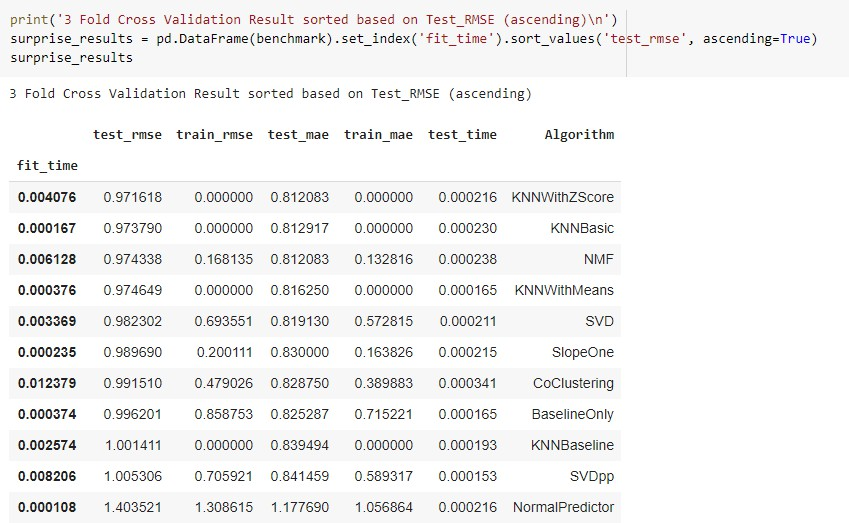 print('3 Fold Cross Validation Result sorted based on Test_RMSE (ascending)\n')
surprise_results = pd.DataFrame(benchmark).set_index('fit_time').sort_values('test_rmse', ascending=True)
surprise_results
3 Fold Cross Validation Result sorted based on Test_RMSE (ascending)
test_rmse train_rmse test_mae train_mae test_time Algorithm
fit_time
0.004076 0.971618 0.000000 0.812083 0.000000 0.000216 KNNWithZScore
0.000167 0.973790 0.000000 0.812917 0.000000 0.000230 KNNBasic
0.006128 0.974338 0.168135 0.812083 0.132816 0.000238 NMF
0.000376 0.974649 0.000000 0.816250 0.000000 0.000165 KNNWithMeans
0.003369 0.982302 0.693551 0.819130 0.572815 0.000211 SVD
0.000235 0.989690 0.200111 0.830000 0.163826 0.000215 SlopeOne
0.012379 0.991510 0.479026 0.828750 0.389883 0.000341 CoClustering
0.000374 0.996201 0.858753 0.825287 0.715221 0.000165 BaselineOnly
0.002574 1.001411 0.000000 0.839494 0.000000 0.000193 KNNBaseline
0.008206 1.005306 0.705921 0.841459 0.589317 0.000153 SVDpp
0.000108 1.403521 1.308615 1.177690 1.056864 0.000216 NormalPredictor